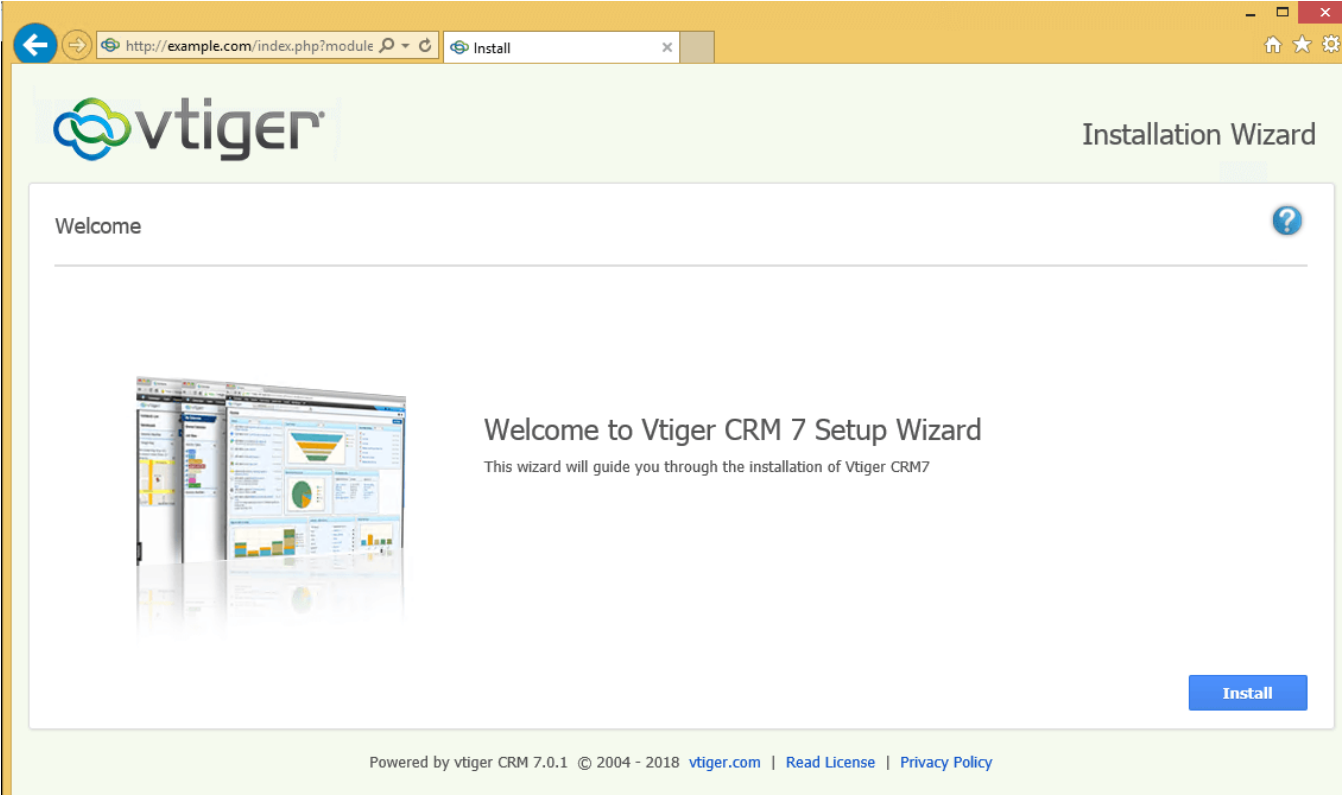 http://example.com/index.php?module
Install
vtiger
Installation Wizard
Welcome
?
Welcome to Vtiger CRM 7 Setup Wizard
This wizard will guide you through the installation of Vtiger CRM7
Install
Powered by vtiger CRM 7.0.1 © 2004 - 2018 vtiger.com | Read License | Privacy Policy